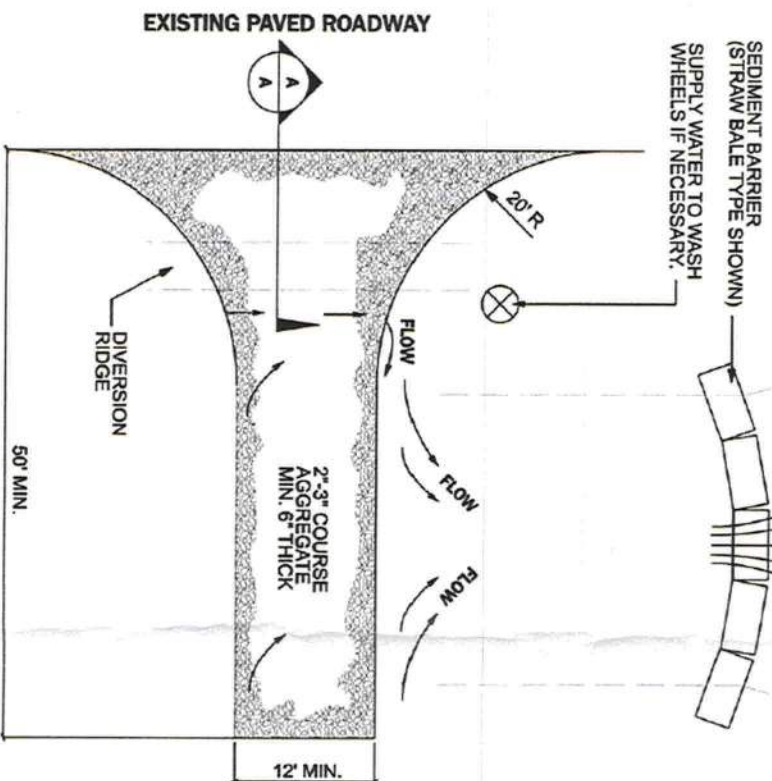 EXISTING PAVED ROADWAY
SEDIMENT BARRIER
(STRAW BALE TYPE SHOWN)
SUPPLY WATER TO WASH
WHEELS IF NECESSARY.
A
A
20' R
FLOW
FLOW
FLOW
DIVERSION
RIDGE
2"-3" COURSE
AGGREGATE
MIN. 6" THICK
50' MIN.
12' MIN.